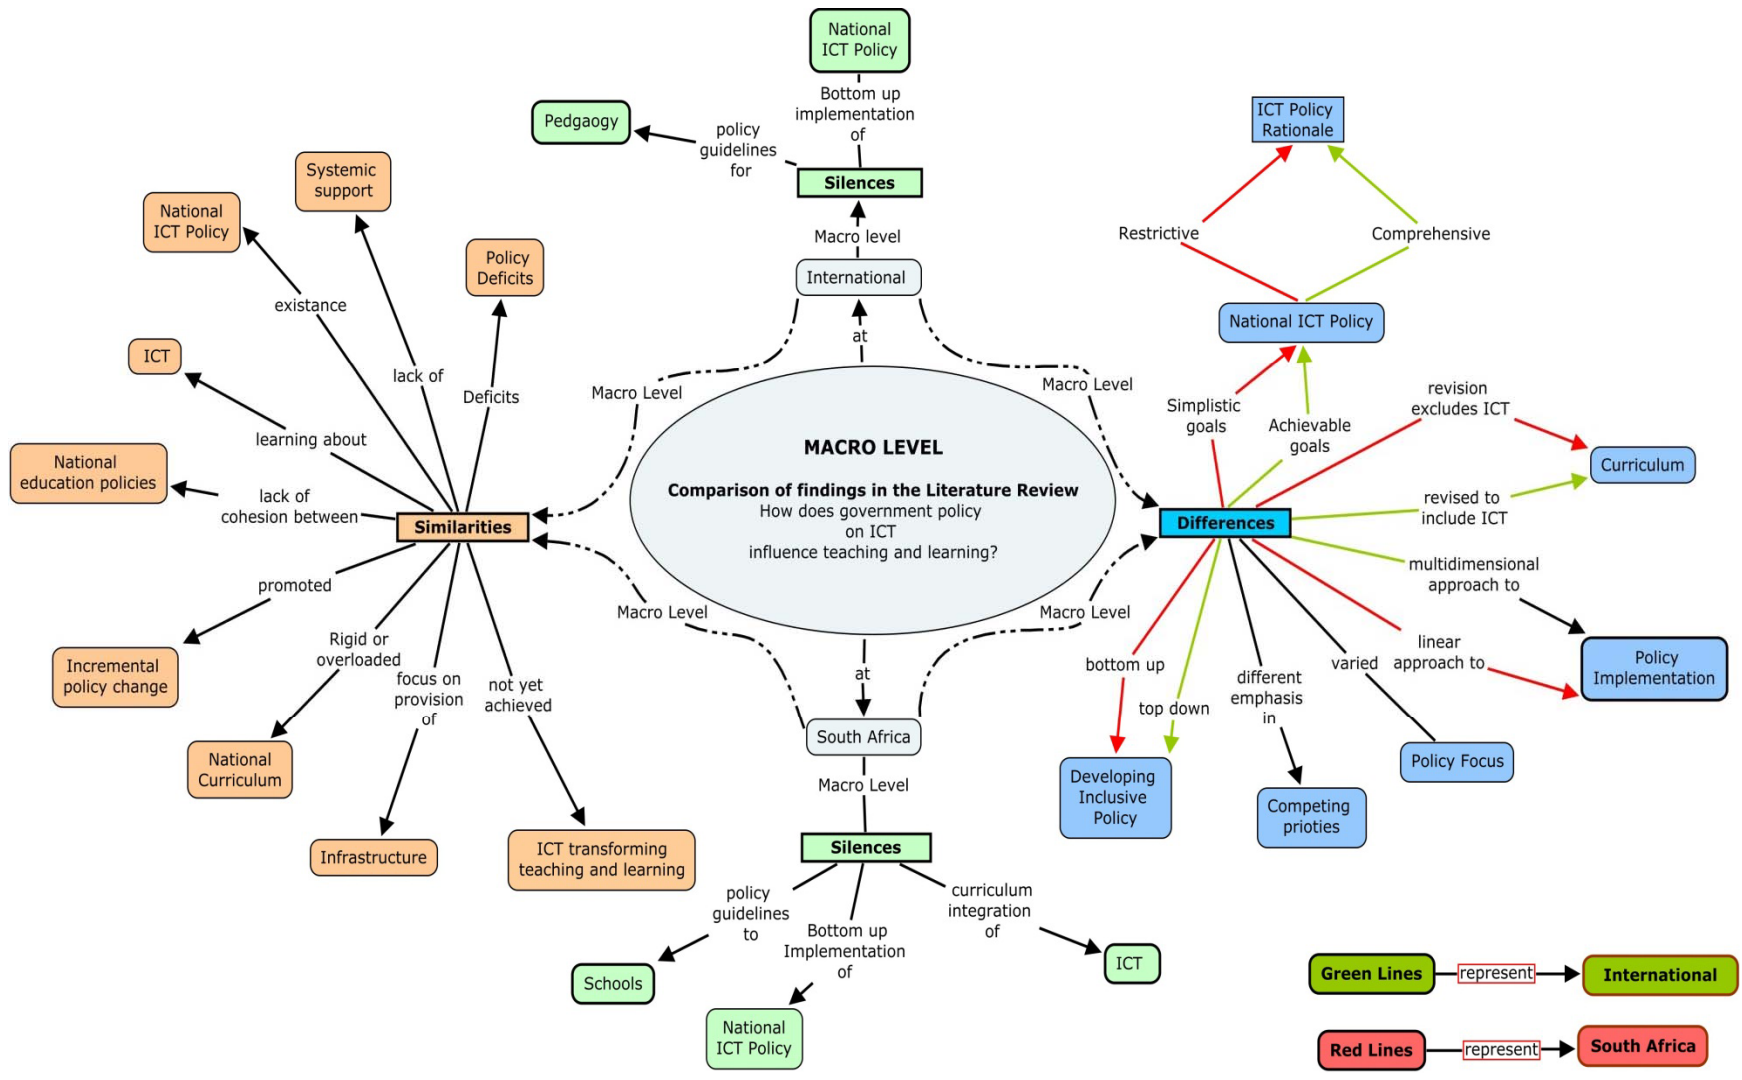 National
ICT Policy
Bottom up
implementation
of
Pedgaogy
policy
guidelines
for
Silences
Macro level
International
at
Systemic
support
National
ICT Policy
Policy
Deficits
existance
ICT
lack of
Deficits
learning about
National
education policies
lack of
cohesion between
Similarities
promoted
Incremental
policy change
Rigid or
overloaded
National
Curriculum
focus on
provision
of
Infrastructure
not yet
achieved
ICT transforming
teaching and learning
Macro Level
Macro Level
MACRO LEVEL
Comparison of findings in the Literature Review
How does government policy
on ICT
influence teaching and learning?
Macro Level
Macro Level
at
South Africa
Macro Level
Silences
policy
guidelines
to
Schools
Bottom up
Implementation
of
National
ICT Policy
curriculum
integration
of
ICT
ICT Policy
Rationale
Restrictive
Comprehensive
National ICT Policy
Simplistic
goals
Achievable
goals
revision
excludes ICT
Curriculum
revised to
include ICT
Differences
multidimensional
approach to
linear
approach to
Policy
Implementation
bottom up
top down
Developing
Inclusive
Policy
different
emphasis
in
Competing
prioties
varied
Policy Focus
Green Lines
represent
International
Red Lines
represent
South Africa